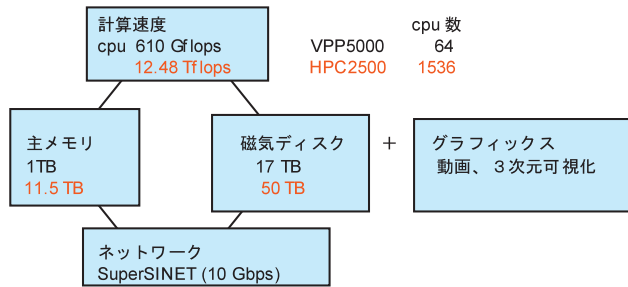 計算速度
cpu 610 Gflops
12.48 Tflops
cpu 数
VPP5000 64
HPC2500 1536
主メモリ
1TB
11.5 TB
磁気ディスク
17 TB
50 TB
+
グラフィックス
動画、３次元可視化
ネットワーク
SuperSINET (10 Gbps)